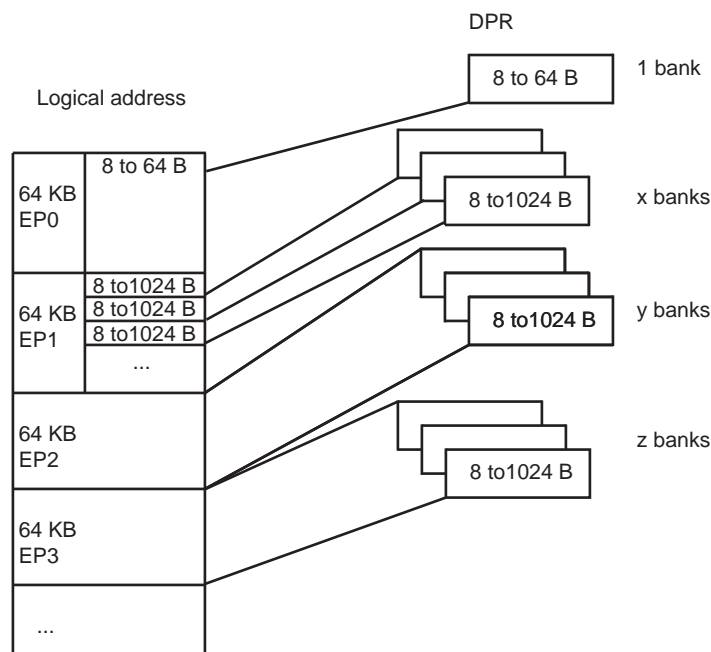 DPR
8 to 64 B
1 bank
Logical address
8 to 64 B
64 KB
EP0
8 to1024 B
x banks
8 to1024 B
8 to1024 B
8 to1024 B
64 KB
EP1
...
8 to1024 B
y banks
64 KB
EP2
8 to1024 B
z banks
64 KB
EP3
...